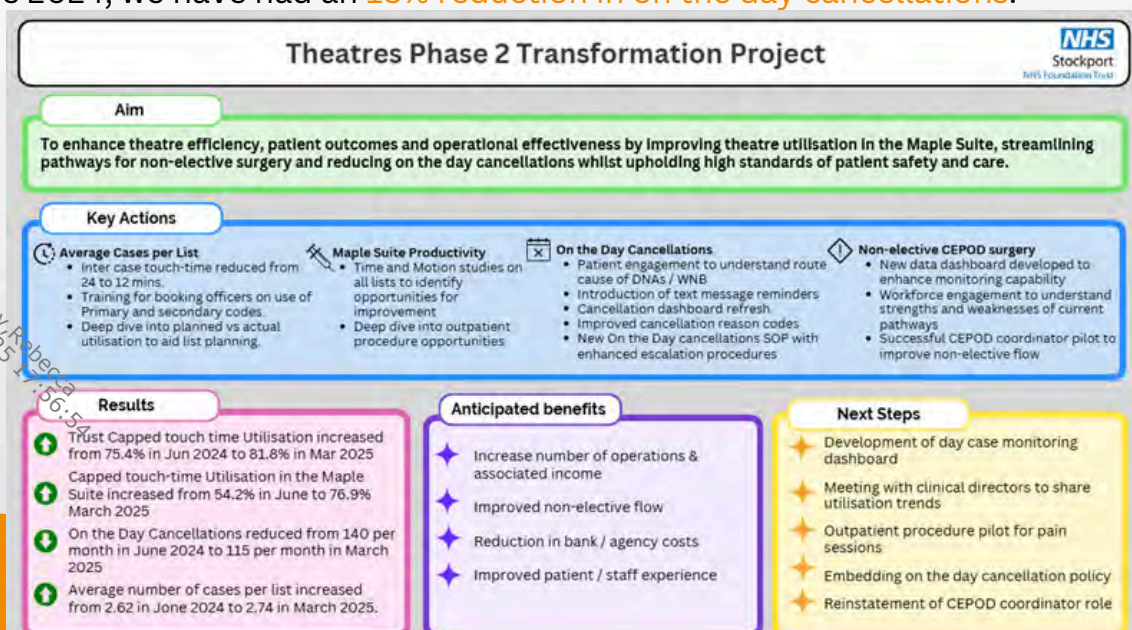 we have had an
reduction in on the day cancellations.
Theatres Phase 2 Transformation Project
NHS
Stockport
NHS Foundation Trust
Aim
To enhance theatre efficiency, patient outcomes and operational effectiveness by improving theatre utilisation in the Maple Suite, streamlining
pathways for non-elective surgery and reducing on the day cancellations whilst upholding high standards of patient safety and care.
Key Actions
Average Cases per List
• Inter case touch-time reduced from
24 to 12 mins.
• Training for booking officers on use of
Primary and secondary codes.
• Deep dive into planned vs actual
utilisation to aid list planning.
Maple Suite Productivity
• Time and Motion studies on
all lists to identify
opportunities for
improvement
• Deep dive into outpatient
procedure opportunities
On the Day Cancellations
• Patient engagement to understand route
cause of DNAs / WNB
• Introduction of text message reminders
• Cancellation dashboard refresh
• Improved cancellation reason codes
• New On the Day cancellations SOP with
enhanced escalation procedures
Non-elective CEPOD surgery
• New data dashboard developed to
enhance monitoring capability
• Workforce engagement to understand
strengths and weaknesses of current
pathways
• Successful CEPOD coordinator pilot to
improve non-elective flow
Rebecca
17:56:54
Results
Trust Capped touch time Utilisation increased
from 75.4% in Jun 2024 to 81.8% in Mar 2025
Capped touch-time Utilisation in the Maple
Suite increased from 54.2% in June to 76.9%
March 2025
On the Day Cancellations reduced from 140 per
month in June 2024 to 115 per month in March
2025
Average number of cases per list increased
from 2.62 in Jone 2024 to 2.74 in March 2025.
Anticipated benefits
Increase number of operations &
associated income
Improved non-elective flow
Reduction in bank / agency costs
Improved patient / staff experience
Next Steps
Development of day case monitoring
dashboard
Meeting with clinical directors to share
utilisation trends
Outpatient procedure pilot for pain
sessions
Embedding on the day cancellation policy
Reinstatement of CEPOD coordinator role